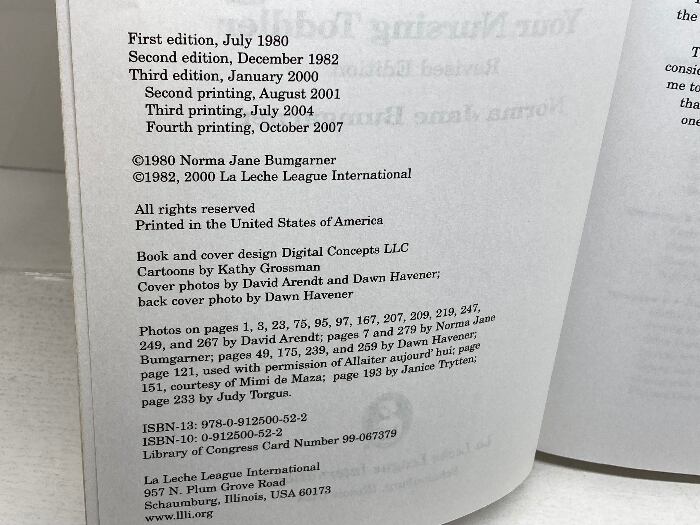 First edition, July 1980
Second edition, December 1982
Third edition, January 2000
Second printing, August 2001
Third printing, July 2004
Fourth printing, October 2007
©1980 Norma Jane Bumgarner
©1982, 2000 La Leche League International
All rights reserved
Printed in the United States of America
Book and cover design Digital Concepts LLC
Cartoons by Kathy Grossman
Cover photos by David Arendt and Dawn Havener;
back cover photo by Dawn Havener
Photos on pages 1, 3, 23, 75, 95, 97, 167, 207, 209, 219, 247,
249, and 267 by David Arendt; pages 7 and 279 by Norma Jane
Bumgarner; pages 49, 175, 239, and 259 by Dawn Havener;
page 121, used with permission of Allaiter aujourd' hui; page
151, courtesy of Mimi de Maza; page 193 by Janice Trytten;
page 233 by Judy Torgus.
ISBN-13: 978-0-912500-52-2
ISBN-10: 0-912500-52-2
Library of Congress Card Number 99-067379
La Leche League International
957 N. Plum Grove Road
Schaumburg, Illinois, USA 60173
www.llli.org
the
me to
one